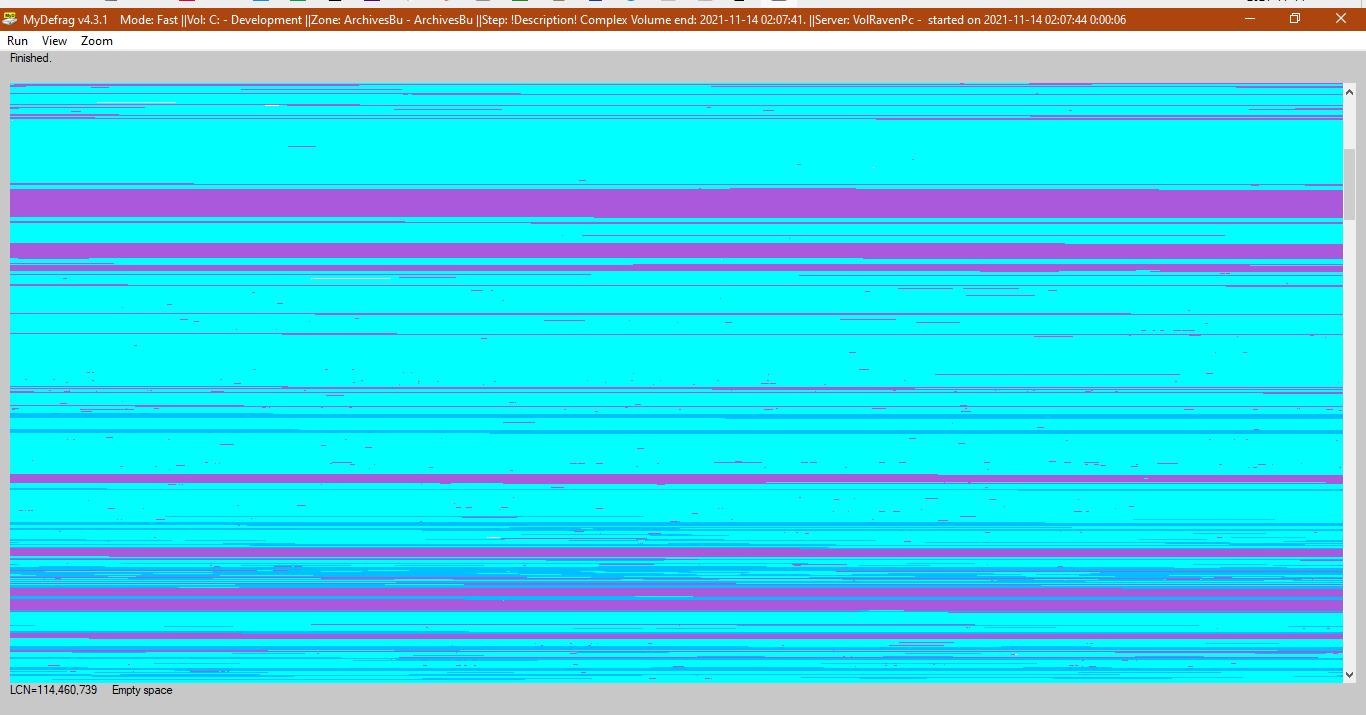 MyDefrag v4.3.1 Mode: Fast ||Vol: C: - Development ||Zone: ArchivesBu - ArchivesBu ||Step: !Description! Complex Volume end: 2021-11-14 02:07:41. ||Server: VolRavenPc - started on 2021-11-14 02:07:44 0:00:06
Run View Zoom
Finished.
LCN=114,460,739 Empty space